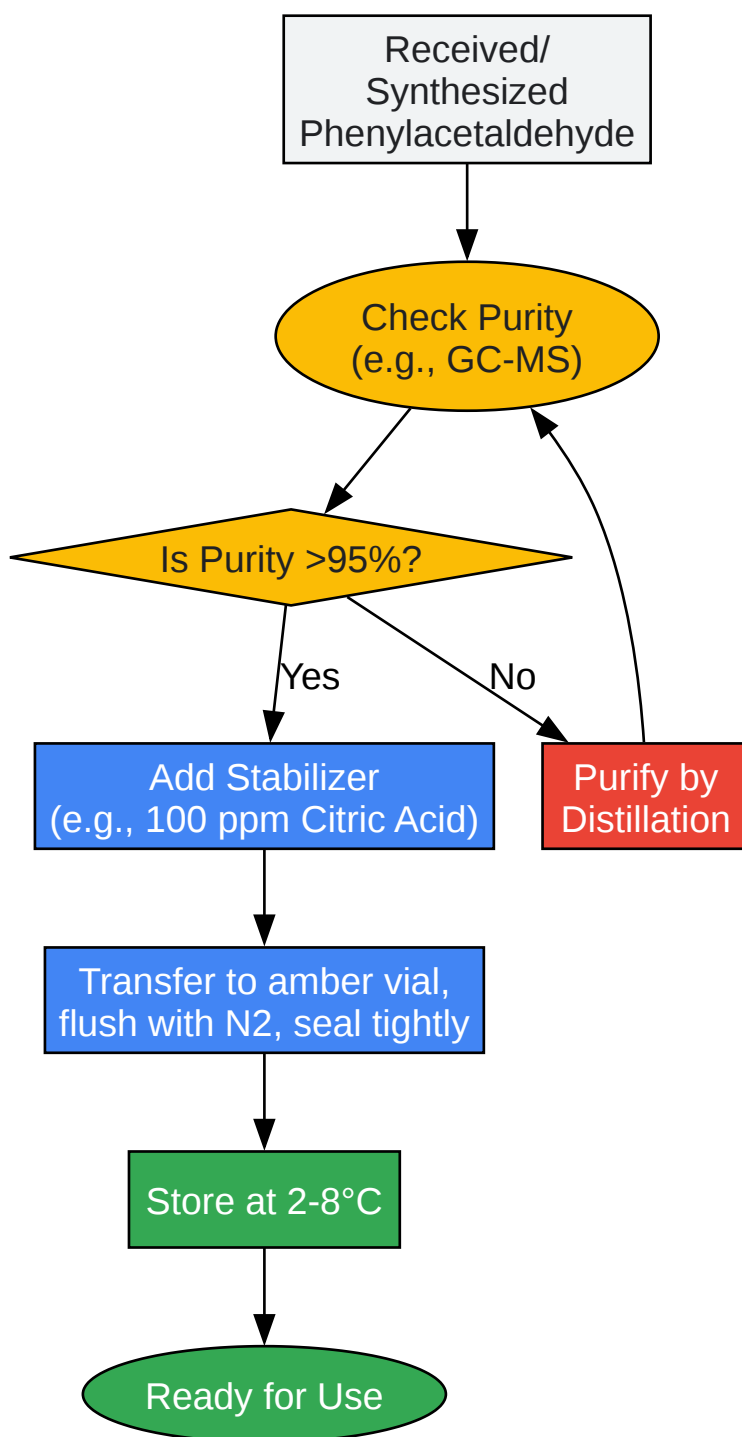 Received/
Synthesized
Phenylacetaldehyde
Check Purity
(e.g., GC-MS)
Is Purity >95%?
Yes
No
Add Stabilizer
(e.g., 100 ppm Citric Acid)
Purify by
Distillation
Transfer to amber vial,
flush with N2, seal tightly
Store at 2-8°C
Ready for Use